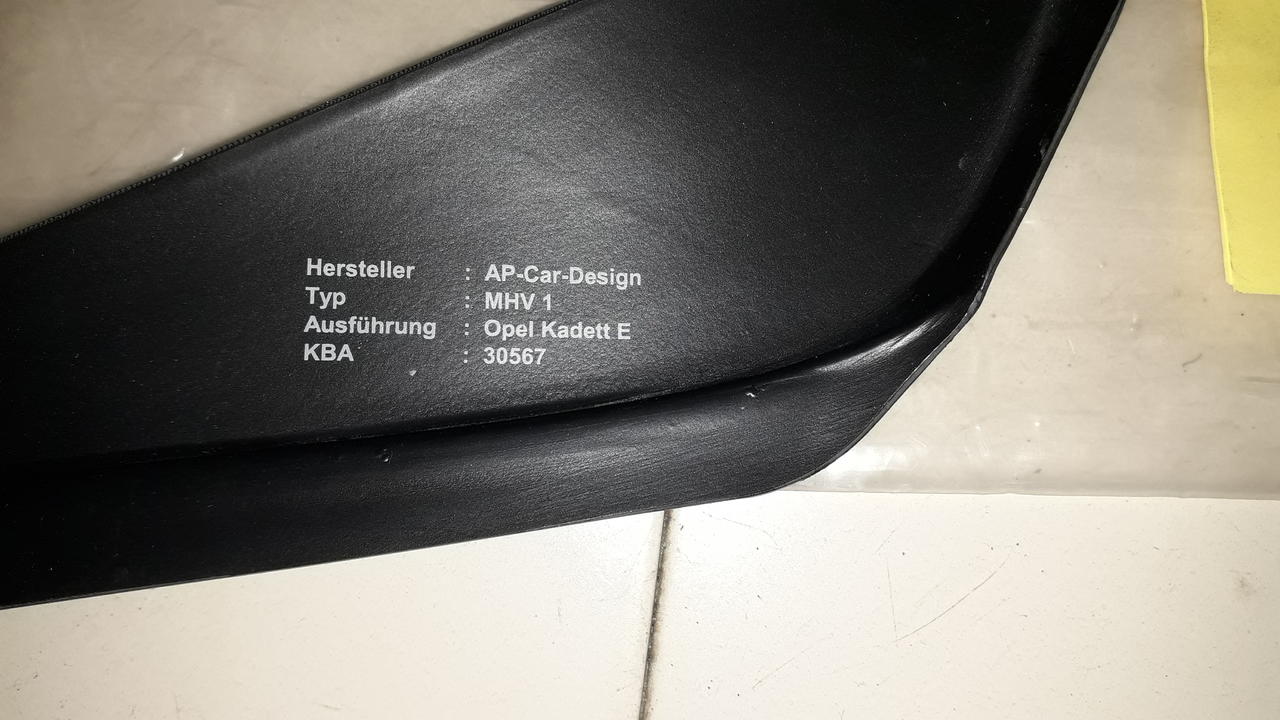 Hersteller : AP-Car-Design
Typ : MHV 1
Ausführung : Opel Kadett E
KBA : 30567